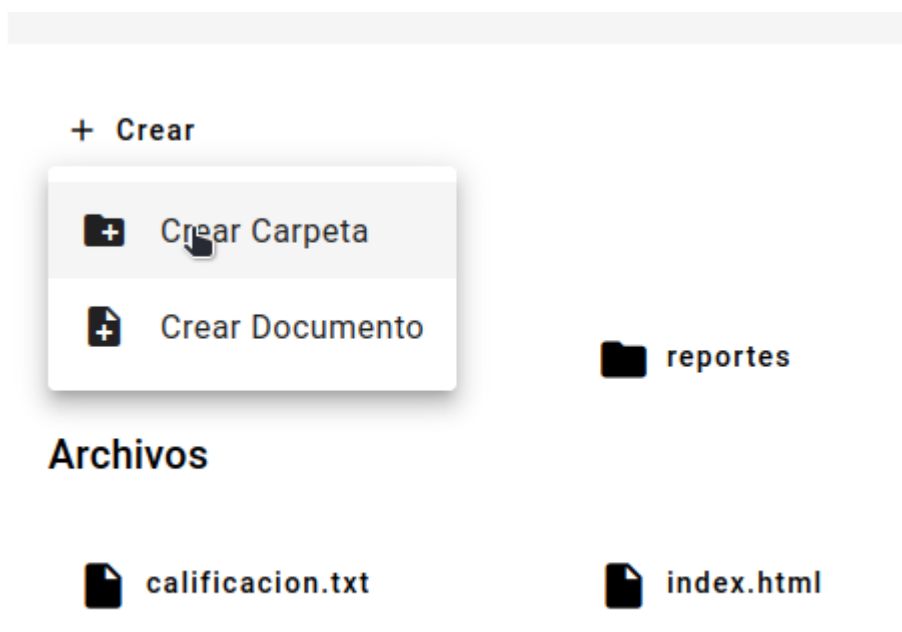 + Crear
Crear Carpeta
Crear Documento
reportes
Archivos
calificacion.txt
index.html